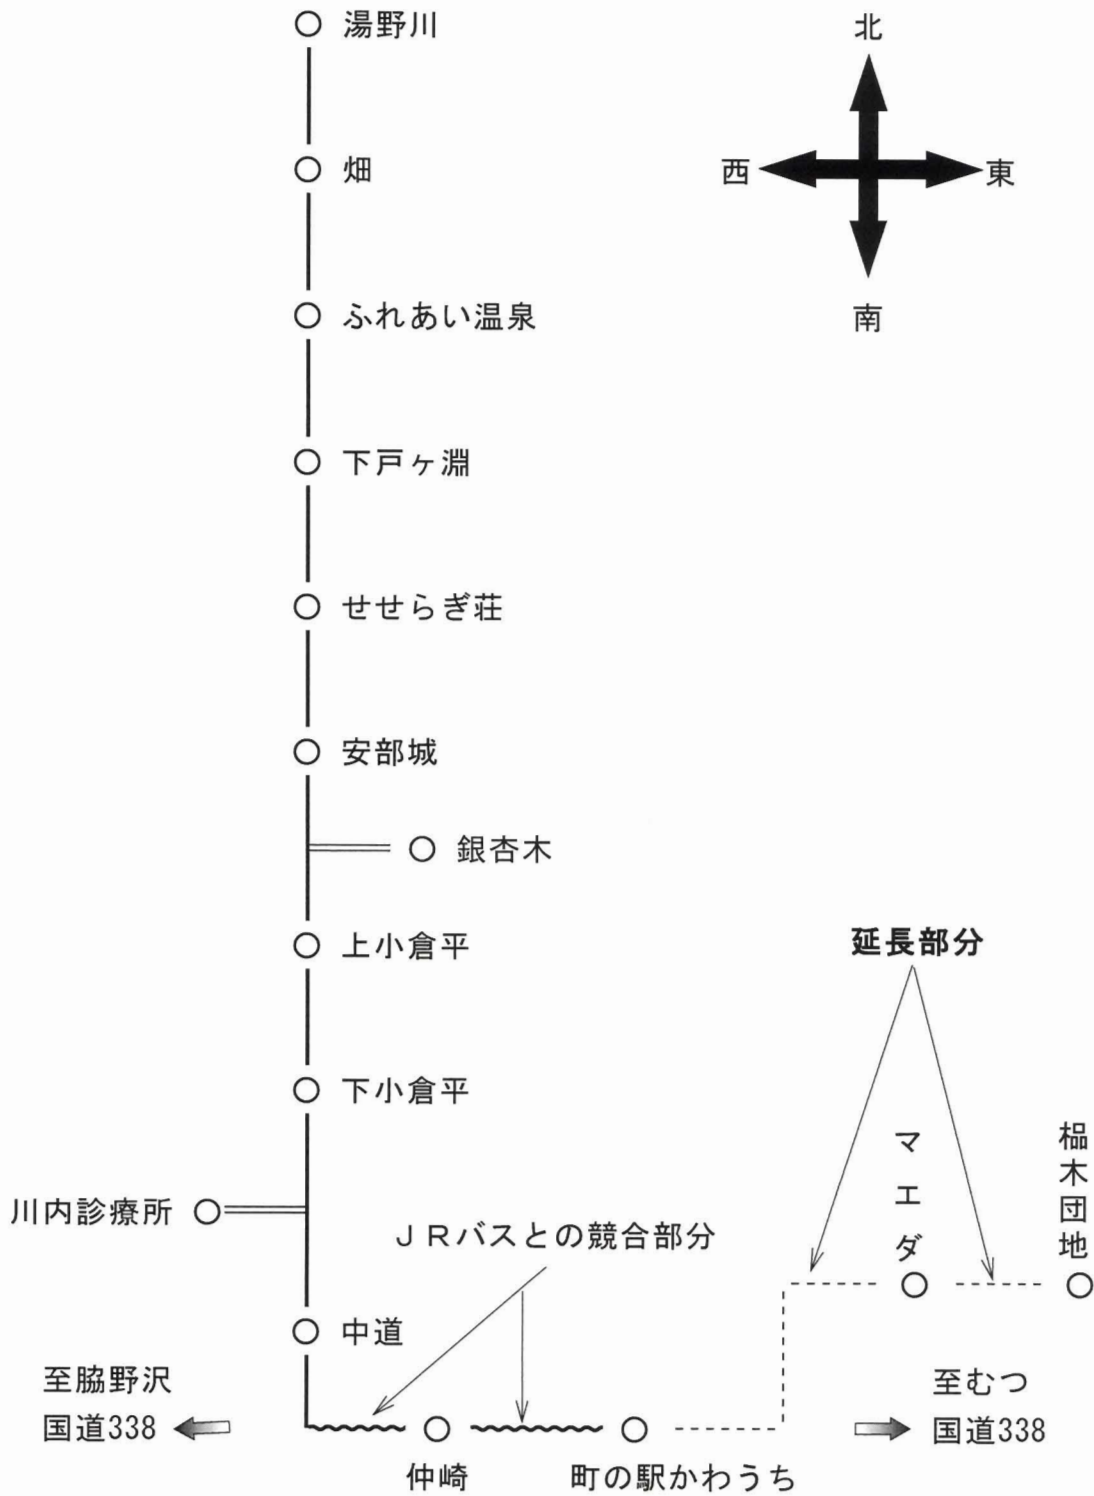 湯野川
北
畑
西
東
ふれあい温泉
南
下戸ヶ淵
せせらぎ荘
安部城
銀杏木
上小倉平
延長部分
下小倉平
マエダ
榀木団地
川内診療所
JRバスとの競合部分
中道
至脇野沢
国道338
至むつ
国道338
仲崎
町の駅かわうち